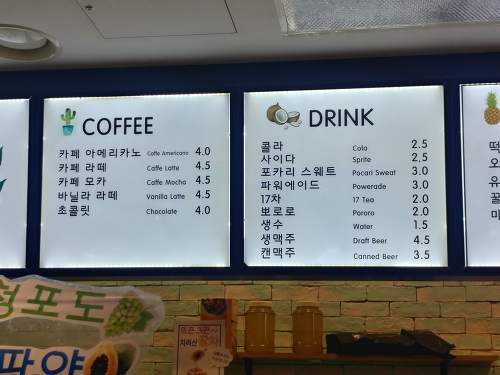 COFFEE
카페 아메리카노 Caffe Americano 4.0
카페 라떼 Caffe Latte 4.5
카페 모카 Caffe Mocha 4.5
바닐라 라떼 Vanilla Latte 4.5
초콜릿 Chocolate 4.0
DRINK
콜라 Cola 2.5
사이다 Sprite 2.5
포카리 스웨트 Pocari Sweat 3.0
파워에이드 Powerade 3.0
17차 17 Tea 2.0
뽀로로 Pororo 2.0
생수 Water 1.5
생맥주 Draft Beer 4.5
캔맥주 Canned Beer 3.5
청포도